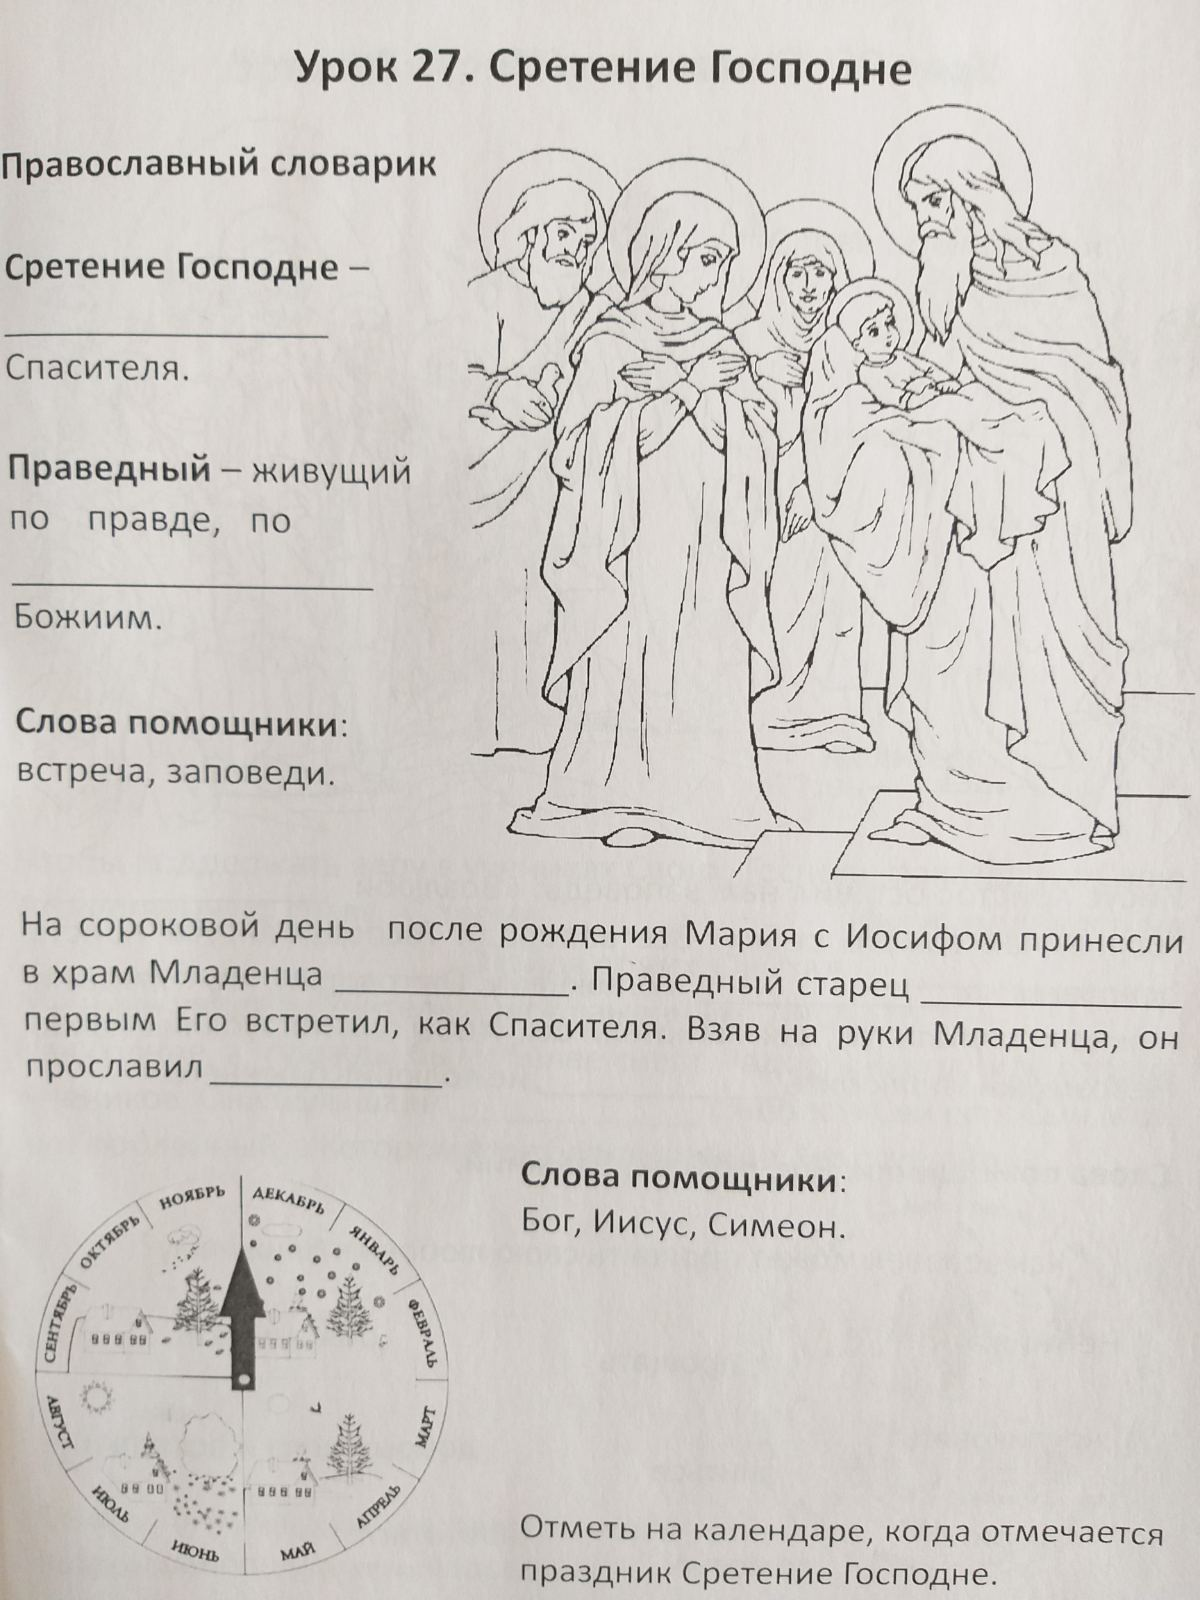 Урок 27. Сретение Господне
Православный словарик
Сретение Господне –
Спасителя.
Праведный – живущий
по правде, по
Божиим.
Слова помощники:
встреча, заповеди.
На сороковой день после рождения Мария с Иосифом принесли
в храм Младенца ____________. Праведный старец ____________
первым Его встретил, как Спасителя. Взяв на руки Младенца, он
прославил ____________.
Слова помощники:
Бог, Иисус, Симеон.
ДЕКАБРЬ
ЯНВАРЬ
ФЕВРАЛЬ
МАРТ
АПРЕЛЬ
МАЙ
ИЮНЬ
ИЮЛЬ
АВГУСТ
СЕНТЯБРЬ
ОКТЯБРЬ
НОЯБРЬ
Отметь на календаре, когда отмечается
праздник Сретение Господне.